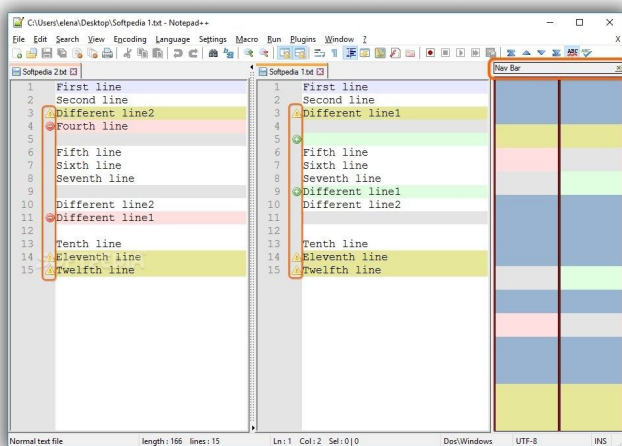 C:\Users\elena\Desktop\Softpedia 1.txt - Notepad++
File Edit Search View Encoding Language Settings Macro Run Plugins Window ?
X
Softpedia 2.txt
1 First line
2 Second line
3 Different line2
4 Fourth line
5
6 Fifth line
7 Sixth line
8 Seventh line
9
10 Different line2
11 Different line1
12
13 Tenth line
14 Eleventh line
15 Twelfth line
Softpedia 1.txt
1 First line
2 Second line
3 Different line1
4
5
6 Fifth line
7 Sixth line
8 Seventh line
9 Different line1
10 Different line2
11
12
13 Tenth line
14 Eleventh line
15 Twelfth line
Nav Bar
Normal text file length : 166 lines : 15 Ln : 1 Col : 2 Sel : 0 | 0 Dos\Windows UTF-8 INS